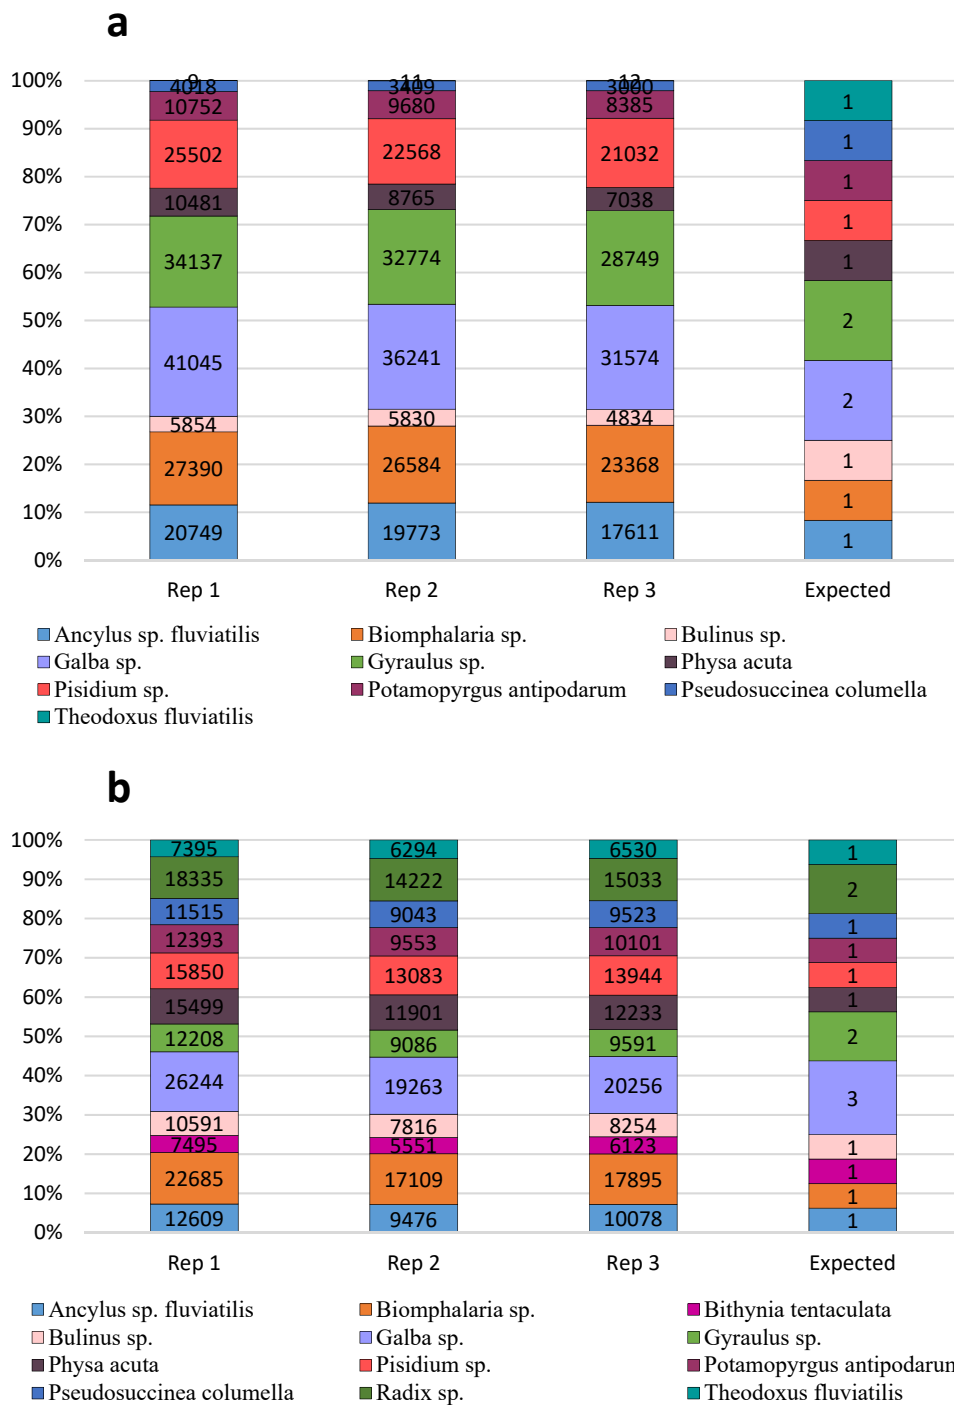 a
100%
90%
80%
70%
60%
50%
40%
30%
20%
10%
0%
9 11 12
4018 3409 1
10752 9680 8385 1
25502 22568 21032 1
10481 8765 7038 1
34137 32774 28749 2
41045 36241 31574 2
5854 5830 4834 1
27390 26584 23368 1
20749 19773 17611 1
Rep 1 Rep 2 Rep 3 Expected
Ancylus sp. fluviatilis Biomphalaria sp. Bulinus sp.
Galba sp. Gyraulus sp. Physa acuta
Pisidium sp. Potamopyrgus antipodarum Pseudosuccinea columella
Theodoxus fluviatilis
b
100%
90%
80%
70%
60%
50%
40%
30%
20%
10%
0%
7395 6294 6530 1
18335 14222 15033 2
11515 9043 9523 1
12393 9553 10101 1
15850 13083 13944 1
15499 11901 12233 1
12208 9086 9591 2
26244 19263 20256 3
10591 7816 8254 1
7495 5551 6123 1
22685 17109 17895 1
12609 9476 10078 1
Rep 1 Rep 2 Rep 3 Expected
Ancylus sp. fluviatilis Biomphalaria sp. Bithynia tentaculata
Bulinus sp. Galba sp. Gyraulus sp.
Physa acuta Pisidium sp. Potamopyrgus antipodarum
Pseudosuccinea columella Radix sp. Theodoxus fluviatilis